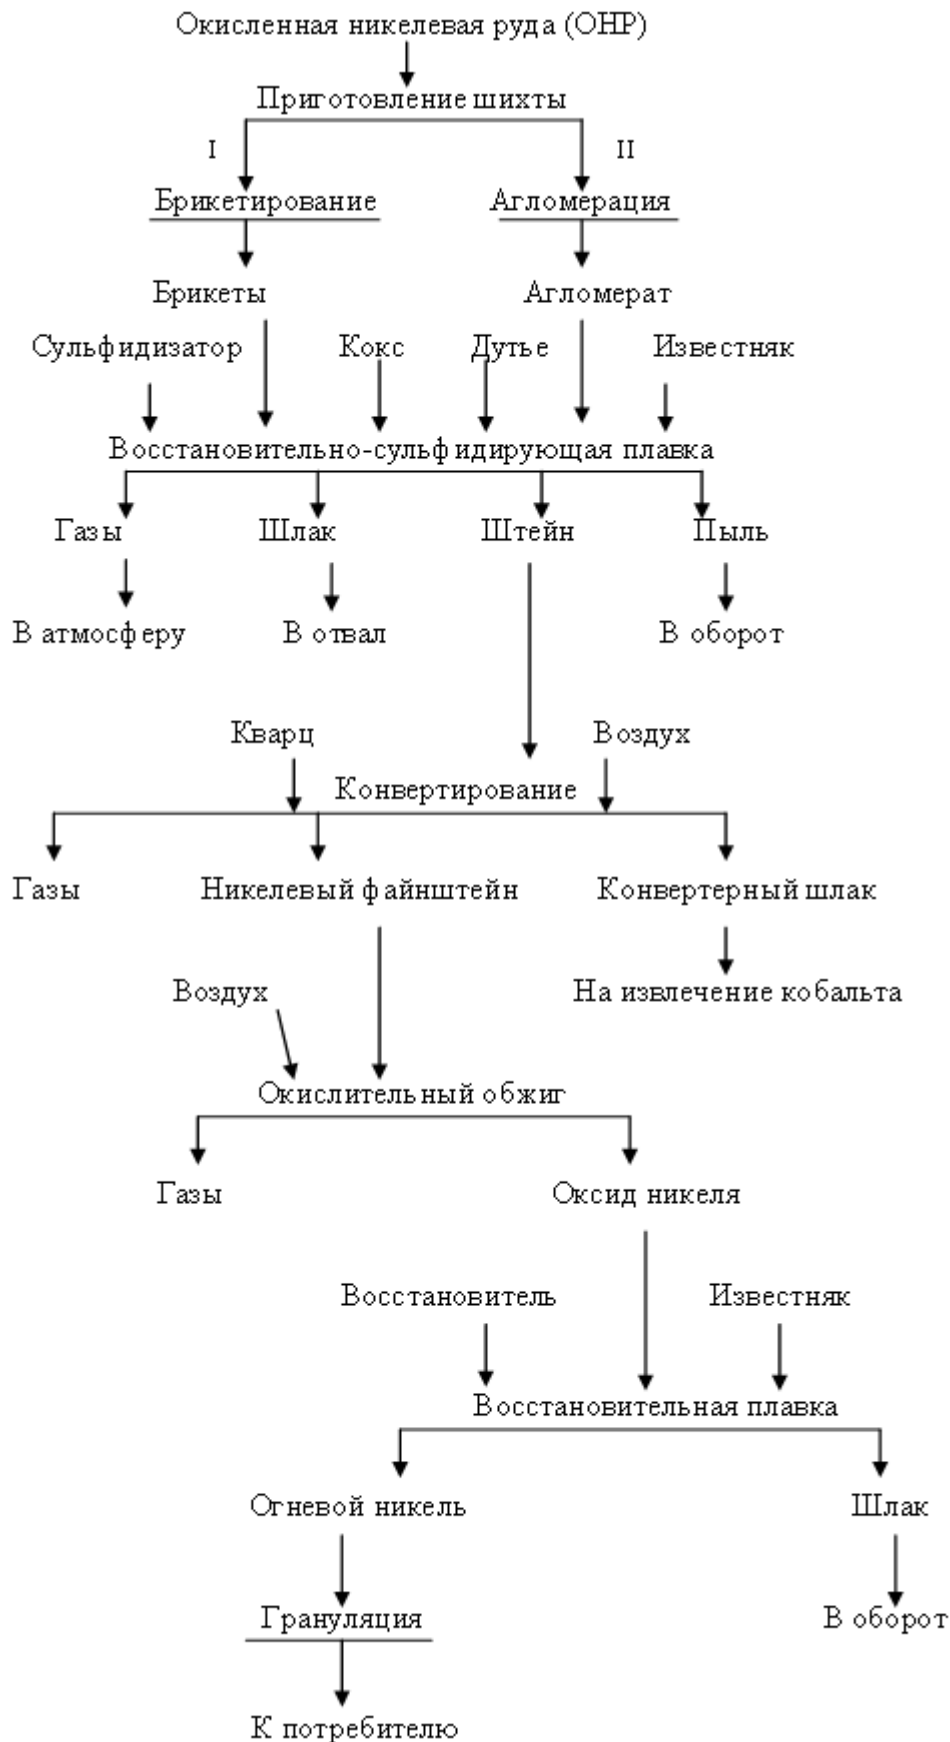 Окисленная никелевая руда (ОНР)
Приготовление шихты
I
II
Брикетирование
Агломерация
Брикеты
Агломерат
Сульфидизатор
Кокс
Дутье
Известняк
Восстановительно-сульфидирующая плавка
Газы
Шлак
Штейн
Пыль
В атмосферу
В отвал
В оборот
Кварц
Воздух
Конвертирование
Газы
Никелевый файнштейн
Конвертерный шлак
Воздух
На извлечение кобальта
Окислительный обжиг
Газы
Оксид никеля
Восстановитель
Известняк
Восстановительная плавка
Огневой никель
Шлак
Грануляция
В оборот
К потребителю